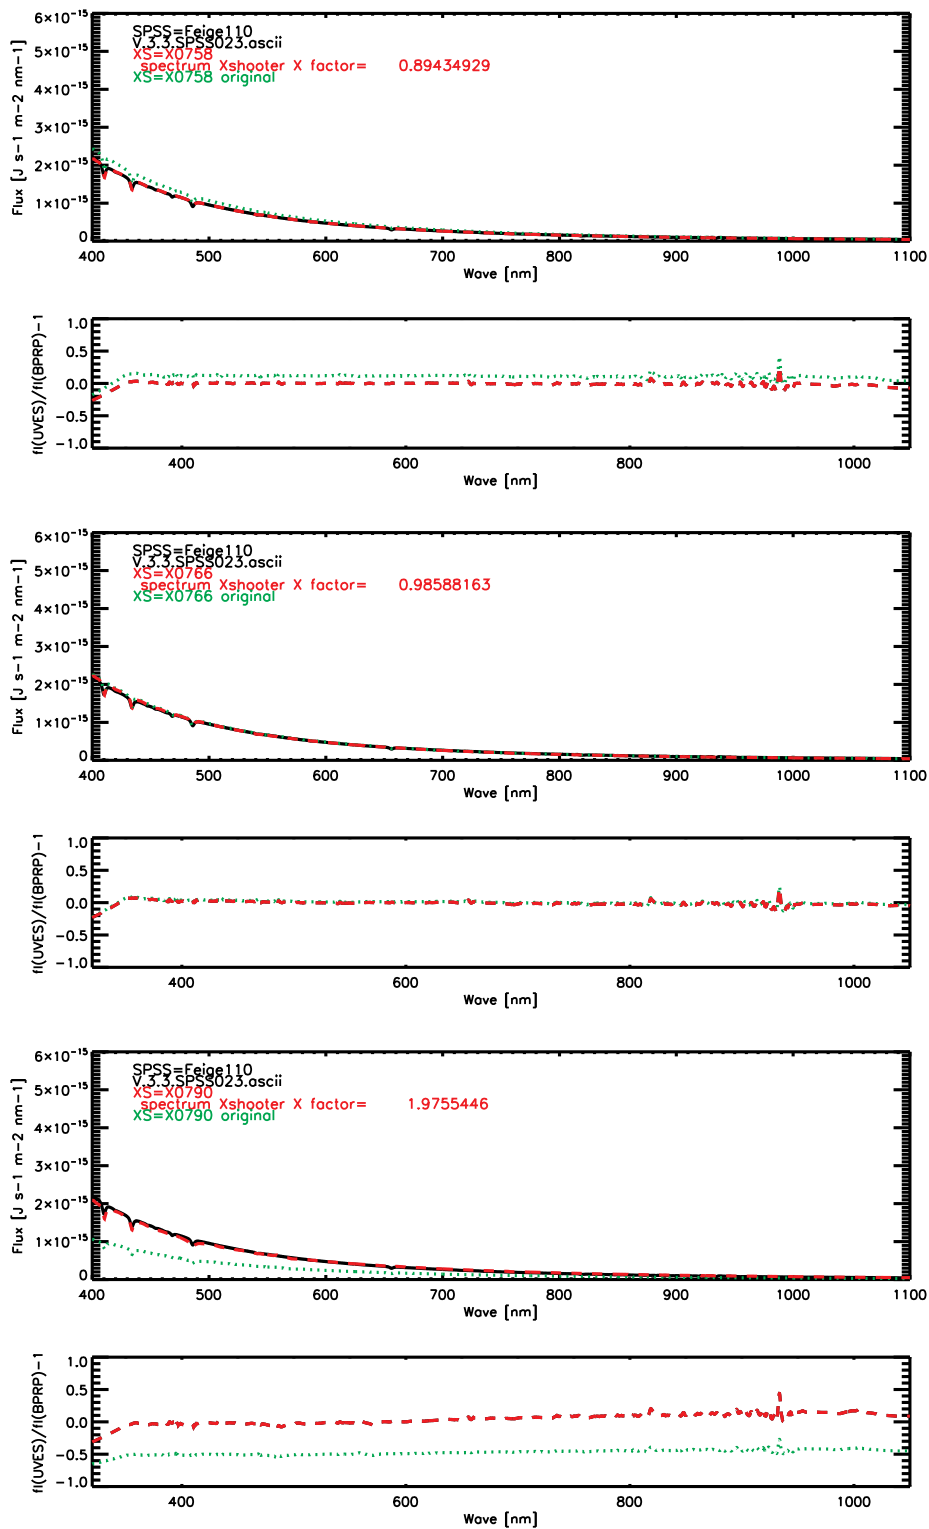 6×10⁻¹⁵
SPSS=Feige110
V.3.3.SPSS023.ascii
XS=X0758
spectrum Xshooter X factor= 0.89434929
XS=X0758 original
5×10⁻¹⁵
4×10⁻¹⁵
3×10⁻¹⁵
2×10⁻¹⁵
1×10⁻¹⁵
0
Flux [J s−1 m−2 nm−1]
400 500 600 700 800 900 1000 1100
Wave [nm]
1.0
0.5
0.0
−0.5
−1.0
fl(UVES)/fl(BPRP)−1
400 600 800 1000
Wave [nm]
6×10⁻¹⁵
SPSS=Feige110
V.3.3.SPSS023.ascii
XS=X0766
spectrum Xshooter X factor= 0.98588163
XS=X0766 original
5×10⁻¹⁵
4×10⁻¹⁵
3×10⁻¹⁵
2×10⁻¹⁵
1×10⁻¹⁵
0
Flux [J s−1 m−2 nm−1]
400 500 600 700 800 900 1000 1100
Wave [nm]
1.0
0.5
0.0
−0.5
−1.0
fl(UVES)/fl(BPRP)−1
400 600 800 1000
Wave [nm]
6×10⁻¹⁵
SPSS=Feige110
V.3.3.SPSS023.ascii
XS=X0790
spectrum Xshooter X factor= 1.9755446
XS=X0790 original
5×10⁻¹⁵
4×10⁻¹⁵
3×10⁻¹⁵
2×10⁻¹⁵
1×10⁻¹⁵
0
Flux [J s−1 m−2 nm−1]
400 500 600 700 800 900 1000 1100
Wave [nm]
1.0
0.5
0.0
−0.5
−1.0
fl(UVES)/fl(BPRP)−1
400 600 800 1000
Wave [nm]